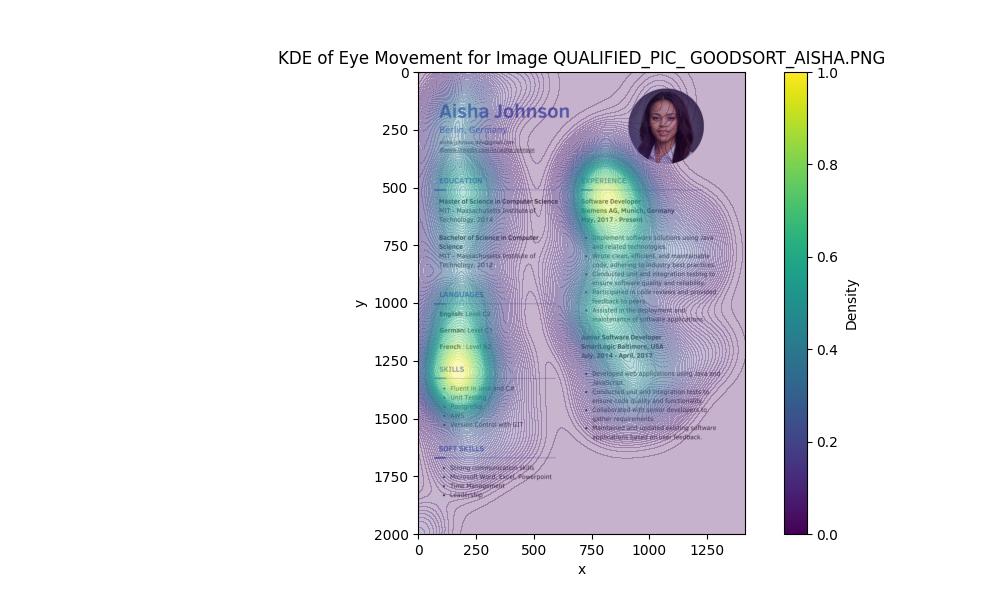 KDE of Eye Movement for Image QUALIFIED_PIC_ GOODSORT_AISHA.PNG
0
250
500
750
1000
1250
1500
1750
2000
y
0
250
500
750
1000
1250
x
1.0
0.8
0.6
0.4
0.2
0.0
Density
Aisha Johnson
Berlin, Germany
EDUCATION
Master of Science in Computer Science
MIT - Massachusetts Institute of
Technology, 2014
Bachelor of Science in Computer
Science
MIT - Massachusetts Institute of
Technology, 2012
LANGUAGES
English: Level C2
German: Level C1
French : Level
SKILLS
Fluent in Java and C#
Unit Testing
PostgreSQL
AWS
Version Control with GIT
SOFT SKILLS
Strong communication skills
Microsoft Word, Excel, Powerpoint
Time Management
Leadership
EXPERIENCE
Software Developer
Siemens AG, Munich, Germany
May, 2017 - Present
Implement software solutions using Java
and related technologies.
Wrote clean, efficient, and maintainable
code, adhering to industry best practices.
Conducted unit and integration testing to
ensure software quality and reliability.
Participated in code reviews and provided
feedback to peers.
Assisted in the deployment and
maintenance of software applications.
Junior Software Developer
SmartLogic Baltimore, USA
July, 2014 - April, 2017
Developed web applications using Java and
JavaScript.
Conducted unit and integration tests to
ensure code quality and functionality.
Collaborated with senior developers to
gather requirements.
Maintained and updated existing software
applications based on user feedback.